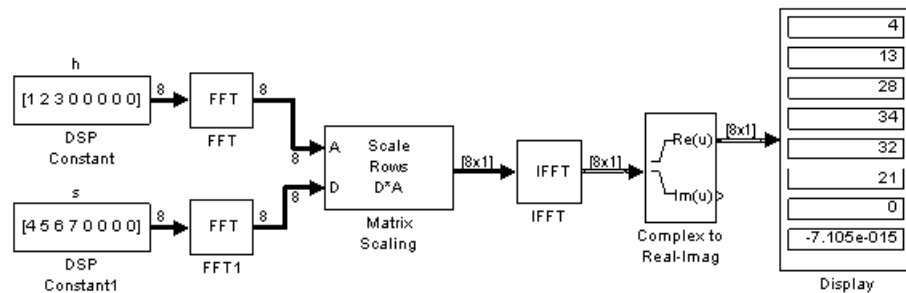 h
[1 2 3 0 0 0 0 0]
DSP
Constant
8
FFT
FFT
8
8
s
[4 5 6 7 0 0 0 0]
DSP
Constant1
8
FFT
FFT1
8
8
A
D
Scale
Rows
D*A
Matrix
Scaling
[8x1]
IFFT
IFFT
[8x1]
Re(u)
Im(u)
Complex to
Real-Imag
[8x1]
4
13
28
34
32
21
0
-7.105e-015
Display